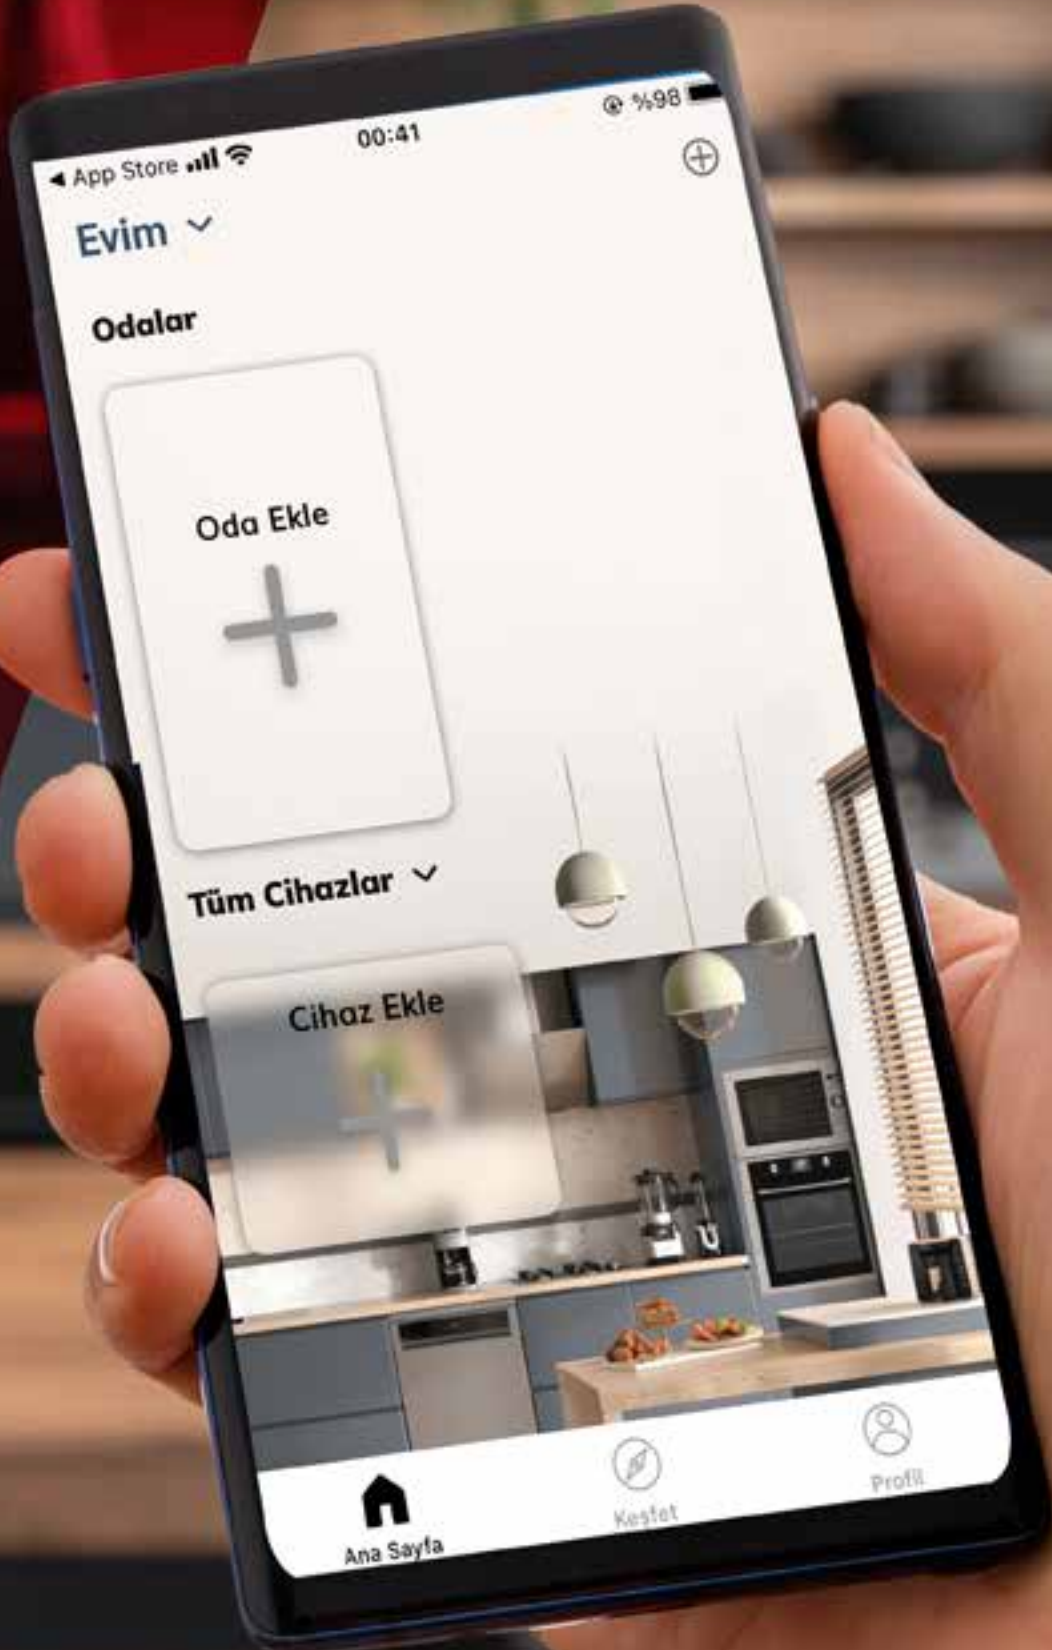 ◀ App Store 00:41 %98
Evim
Odalar
Oda Ekle
Tüm Cihazlar
Cihaz Ekle
Ana Sayfa Keşfet Profil